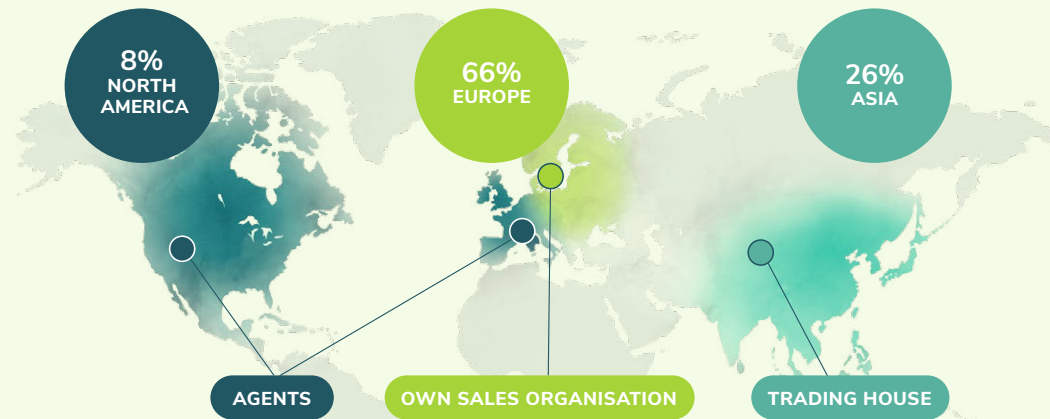 8%
NORTH
AMERICA
66%
EUROPE
26%
ASIA
AGENTS
OWN SALES ORGANISATION
TRADING HOUSE